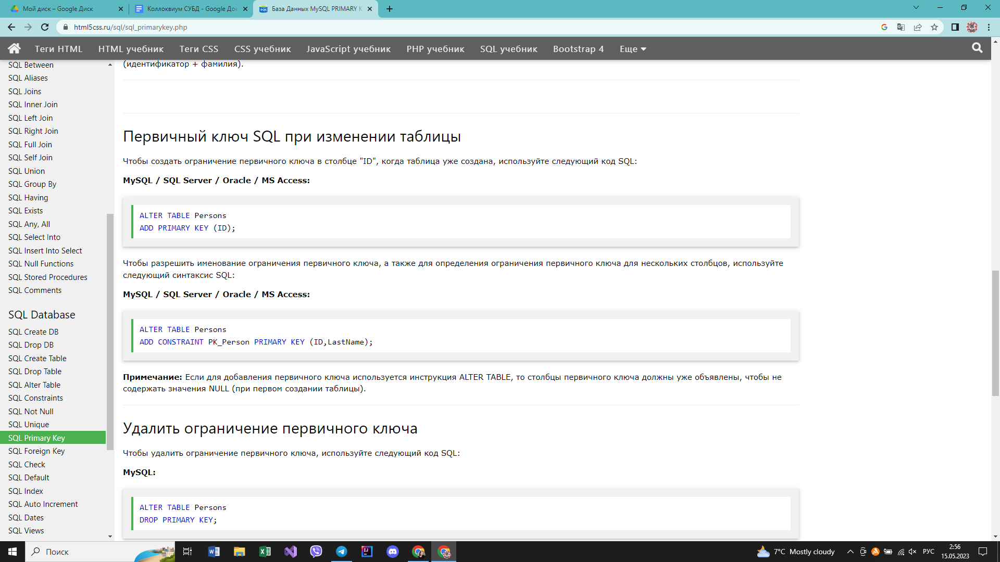 Мой диск – Google Диск
Коллоквиум СУБД - Google Док
База Данных MySQL PRIMARY K
html5css.ru/sql/sql_primarykey.php
Теги HTML HTML учебник Теги CSS CSS учебник JavaScript учебник PHP учебник SQL учебник Bootstrap 4 Еще
SQL Between
SQL Aliases
SQL Joins
SQL Inner Join
SQL Left Join
SQL Right Join
SQL Full Join
SQL Self Join
SQL Union
SQL Group By
SQL Having
SQL Exists
SQL Any, All
SQL Select Into
SQL Insert Into Select
SQL Null Functions
SQL Stored Procedures
SQL Comments
SQL Database
SQL Create DB
SQL Drop DB
SQL Create Table
SQL Drop Table
SQL Alter Table
SQL Constraints
SQL Not Null
SQL Unique
SQL Primary Key
SQL Foreign Key
SQL Check
SQL Default
SQL Index
SQL Auto Increment
SQL Dates
SQL Views
(идентификатор + фамилия).
Первичный ключ SQL при изменении таблицы
Чтобы создать ограничение первичного ключа в столбце "ID", когда таблица уже создана, используйте следующий код SQL:
MySQL / SQL Server / Oracle / MS Access:
ALTER TABLE Persons
ADD PRIMARY KEY (ID);
Чтобы разрешить именование ограничения первичного ключа, а также для определения ограничения первичного ключа для нескольких столбцов, используйте
следующий синтаксис SQL:
MySQL / SQL Server / Oracle / MS Access:
ALTER TABLE Persons
ADD CONSTRAINT PK_Person PRIMARY KEY (ID,LastName);
Примечание: Если для добавления первичного ключа используется инструкция ALTER TABLE, то столбцы первичного ключа должны уже объявлены, чтобы не
содержать значения NULL (при первом создании таблицы).
Удалить ограничение первичного ключа
Чтобы удалить ограничение первичного ключа, используйте следующий код SQL:
MySQL:
ALTER TABLE Persons
DROP PRIMARY KEY;
Поиск
7°C Mostly cloudy
РУС
2:56
15.05.2023